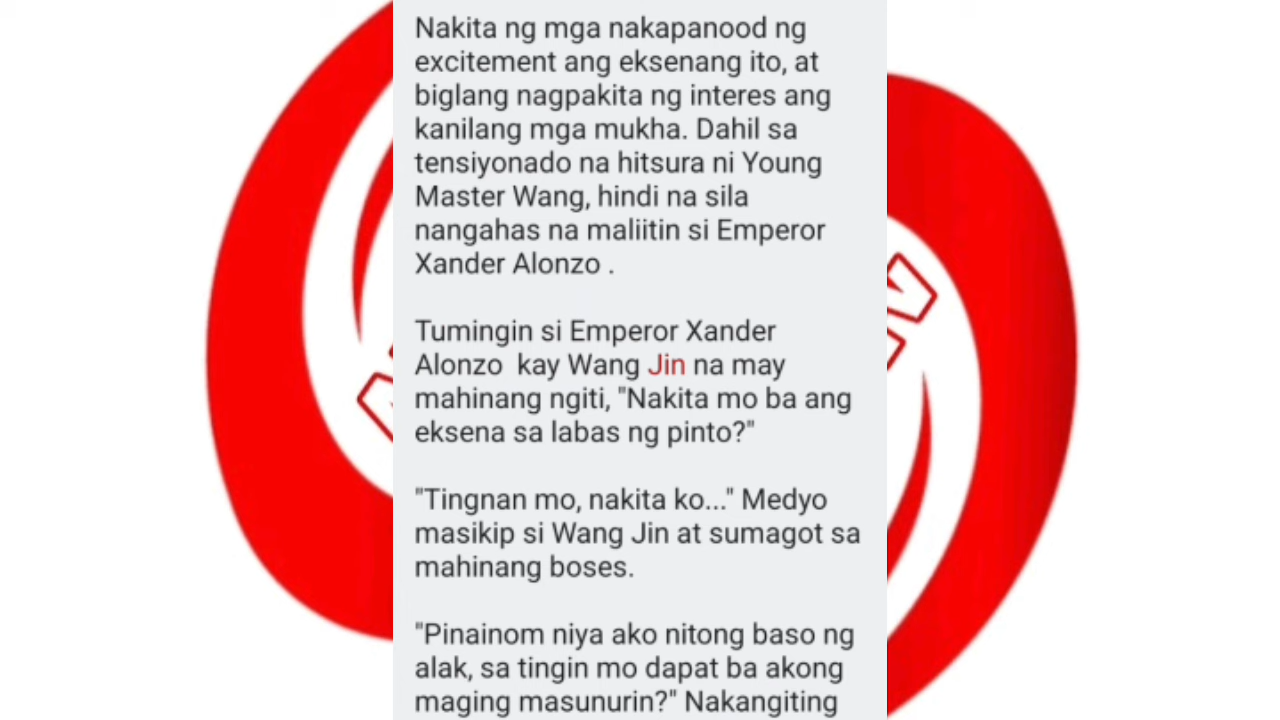 Nakita ng mga nakapanood ng
excitement ang eksenang ito, at
biglang nagpakita ng interes ang
kanilang mga mukha. Dahil sa
tensiyonado na hitsura ni Young
Master Wang, hindi na sila
nangahas na maliitin si Emperor
Xander Alonzo .
Tumingin si Emperor Xander
Alonzo  kay Wang Jin na may
mahinang ngiti, "Nakita mo ba ang
eksena sa labas ng pinto?"
"Tingnan mo, nakita ko..." Medyo
masikip si Wang Jin at sumagot sa
mahinang boses.
"Pinainom niya ako nitong baso ng
alak, sa tingin mo dapat ba akong
maging masunurin?" Nakangiting